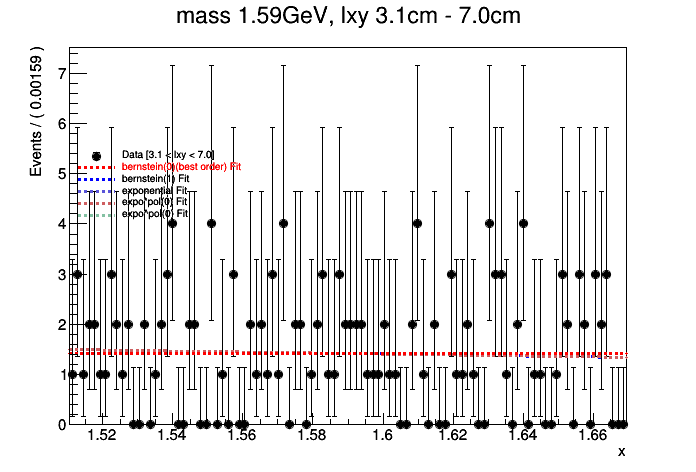 mass 1.59GeV, lxy 3.1cm - 7.0cm
Events / ( 0.00159 )
7
6
5
4
3
2
1
0
Data [3.1 < lxy < 7.0]
bernstein(0)(best order) Fit
bernstein(1) Fit
exponential Fit
expo*pol(0) Fit
expo*pol(0) Fit
1.52 1.54 1.56 1.58 1.6 1.62 1.64 1.66
x